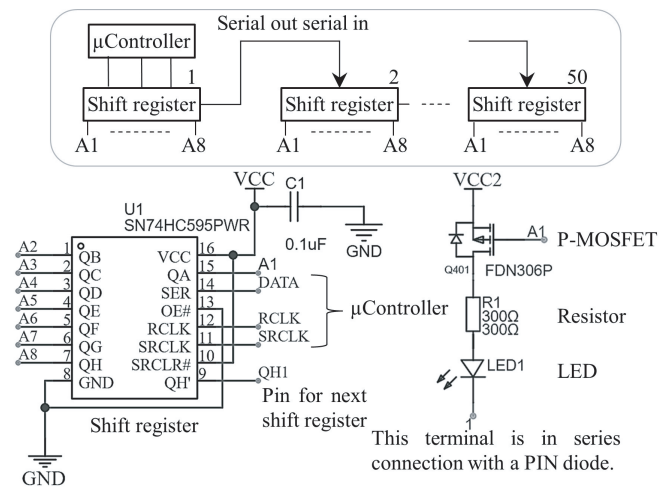 Serial out serial in
μController
1
2
50
Shift register
Shift register
Shift register
A1
A8
A1
A8
A1
A8
VCC
C1
0.1uF
GND
U1
SN74HC595PWR
A2 1 QB VCC 16
A3 2 QC QA 15 A1
A4 3 QD SER 14 DATA
A5 4 QE OE# 13
A6 5 QF RCLK 12 RCLK
A7 6 QG SRCLK 11 SRCLK
A8 7 QH SRCLR# 10
8 GND QH' 9 QH1
μController
Pin for next
shift register
Shift register
GND
VCC2
A1
P-MOSFET
Q401
FDN306P
R1
300Ω
300Ω
Resistor
LED1
LED
1
This terminal is in series
connection with a PIN diode.